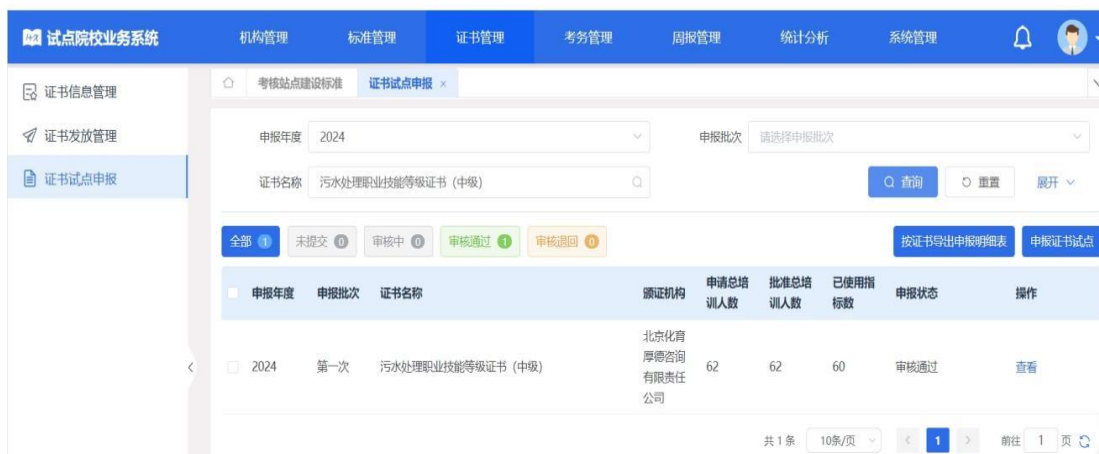 试点院校业务系统 机构管理 标准管理 证书管理 考务管理 周报管理 统计分析 系统管理
证书信息管理
证书发放管理
证书试点申报
考核站点建设标准 证书试点申报 ×
申报年度 2024 申报批次 请选择申报批次
证书名称 污水处理职业技能等级证书（中级） 查询 重置 展开
全部 1 未提交 0 审核中 0 审核通过 1 审核退回 0 按证书导出申报明细表 申报证书试点
申报年度 申报批次 证书名称 颁证机构 申请总培训人数 批准总培训人数 已使用指标数 申报状态 操作
2024 第一次 污水处理职业技能等级证书（中级） 北京化育厚德咨询有限责任公司 62 62 60 审核通过 查看
共 1 条 10条/页 < 1 > 前往 1 页